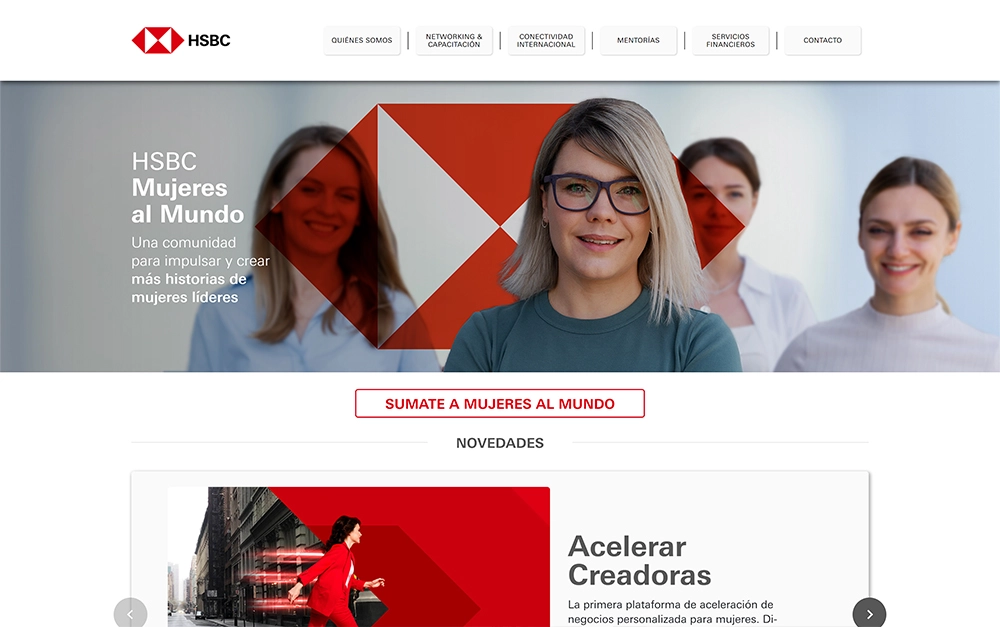 HSBC
QUIÉNES SOMOS
NETWORKING &
CAPACITACIÓN
CONECTIVIDAD
INTERNACIONAL
MENTORÍAS
SERVICIOS
FINANCIEROS
CONTACTO
HSBC
Mujeres
al Mundo
Una comunidad
para impulsar y crear
más historias de
mujeres líderes
SUMATE A MUJERES AL MUNDO
NOVEDADES
Acelerar
Creadoras
La primera plataforma de aceleración de
negocios personalizada para mujeres. Di-